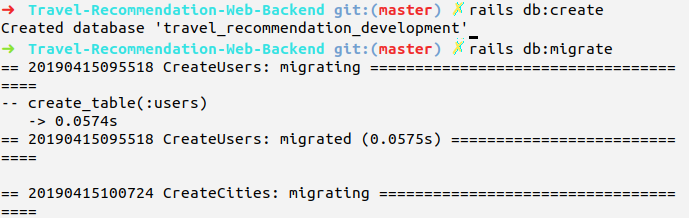 ➜ Travel-Recommendation-Web-Backend git:(master) ✗ rails db:create
Created database 'travel_recommendation_development'
➜ Travel-Recommendation-Web-Backend git:(master) ✗ rails db:migrate
== 20190415095518 CreateUsers: migrating ==================================
====
-- create_table(:users)
   -> 0.0574s
== 20190415095518 CreateUsers: migrated (0.0575s) =========================
====

== 20190415100724 CreateCities: migrating =================================
====